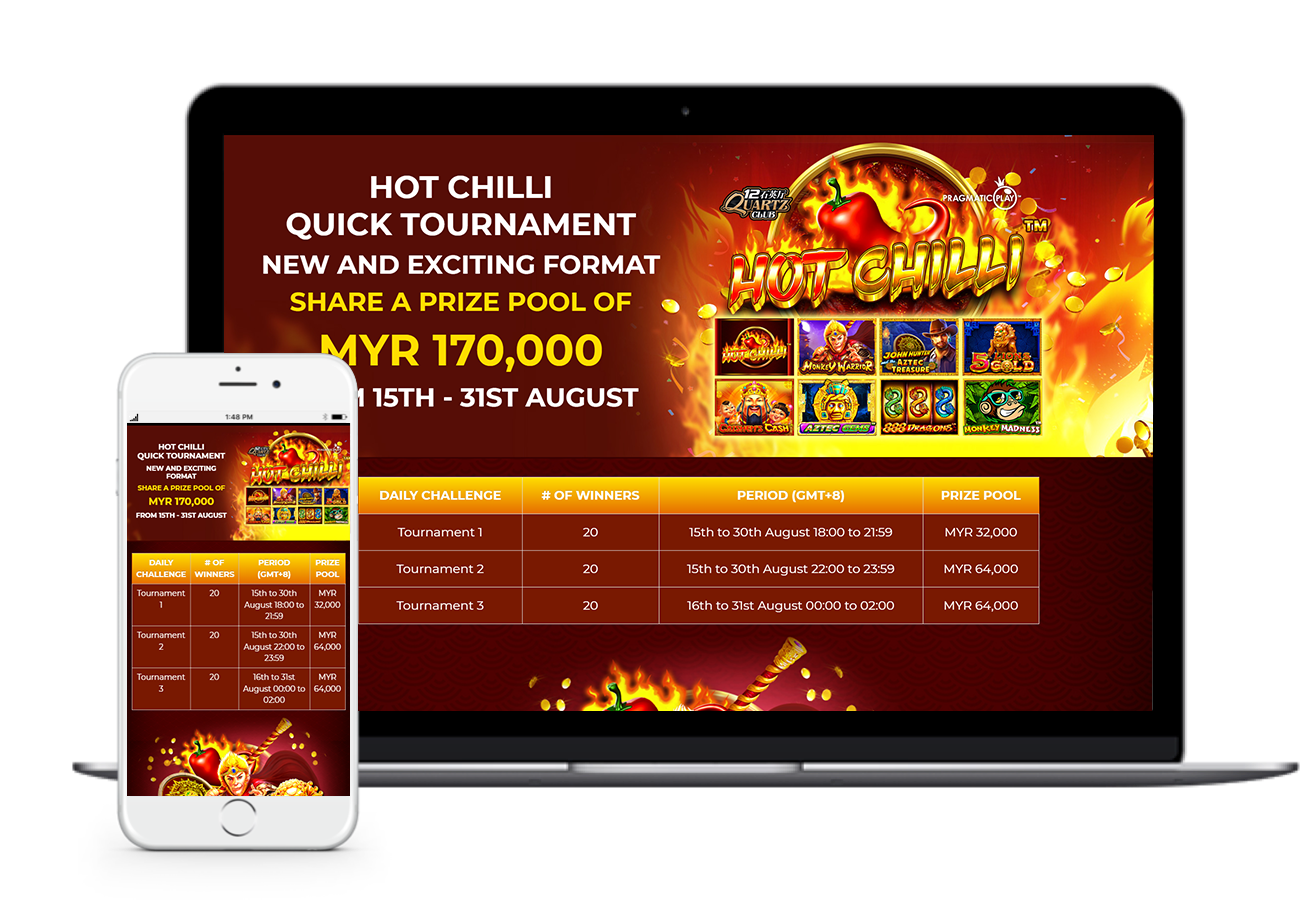 HOT CHILLI
QUICK TOURNAMENT
NEW AND EXCITING FORMAT
SHARE A PRIZE POOL OF
MYR 170,000
M 15TH - 31ST AUGUST
12
QUARTZ
CLUB
PRAGMATIC PLAY™
HOT CHILLI™
HOT CHILLI
MONKEY WARRIOR
JOHN HUNTER
AZTEC
TREASURE
5 LIONS
GOLD
CAISHEN'S CASH
AZTEC GEMS
888 DRAGONS
MONKEY MADNESS
DAILY CHALLENGE # OF WINNERS PERIOD (GMT+8) PRIZE POOL
Tournament 1 20 15th to 30th August 18:00 to 21:59 MYR 32,000
Tournament 2 20 15th to 30th August 22:00 to 23:59 MYR 64,000
Tournament 3 20 16th to 31st August 00:00 to 02:00 MYR 64,000
1:48 PM
HOT CHILLI
QUICK TOURNAMENT
NEW AND EXCITING
FORMAT
SHARE A PRIZE POOL OF
MYR 170,000
FROM 15TH - 31ST AUGUST
HOT CHILLI
DAILY # OF PERIOD PRIZE
CHALLENGE WINNERS (GMT+8) POOL
Tournament 20 15th to 30th MYR
1 August 18:00 to 32,000
21:59
Tournament 20 15th to 30th MYR
2 August 22:00 to 64,000
23:59
Tournament 20 16th to 31st MYR
3 August 00:00 to 64,000
02:00